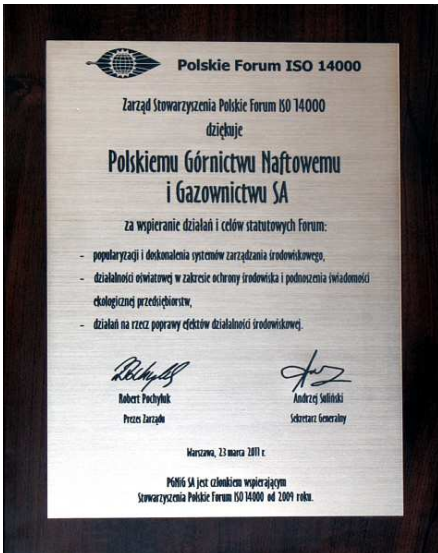 Polskie Forum ISO 14000
Zarząd Stowarzyszenia Polskie Forum ISO 14000
dziękuje
Polskiemu Górnictwu Naftowemu
i Gazownictwu SA
za wspieranie działań i celów statutowych Forum:
- popularyzacji i doskonalenia systemów zarządzania środowiskowego,
- działalności oświatowej w zakresie ochrony środowiska i podnoszenia świadomości
ekologicznej przedsiębiorstw,
- działań na rzecz poprawy efektów działalności środowiskowej.
Robert Pochyluk
Andrzej Suliński
Prezes Zarządu
Sekretarz Generalny
Warszawa, 23 marca 2011 r.
PGNiG SA jest członkiem wspierającym
Stowarzyszenia Polskie Forum ISO 14000 od 2009 roku.